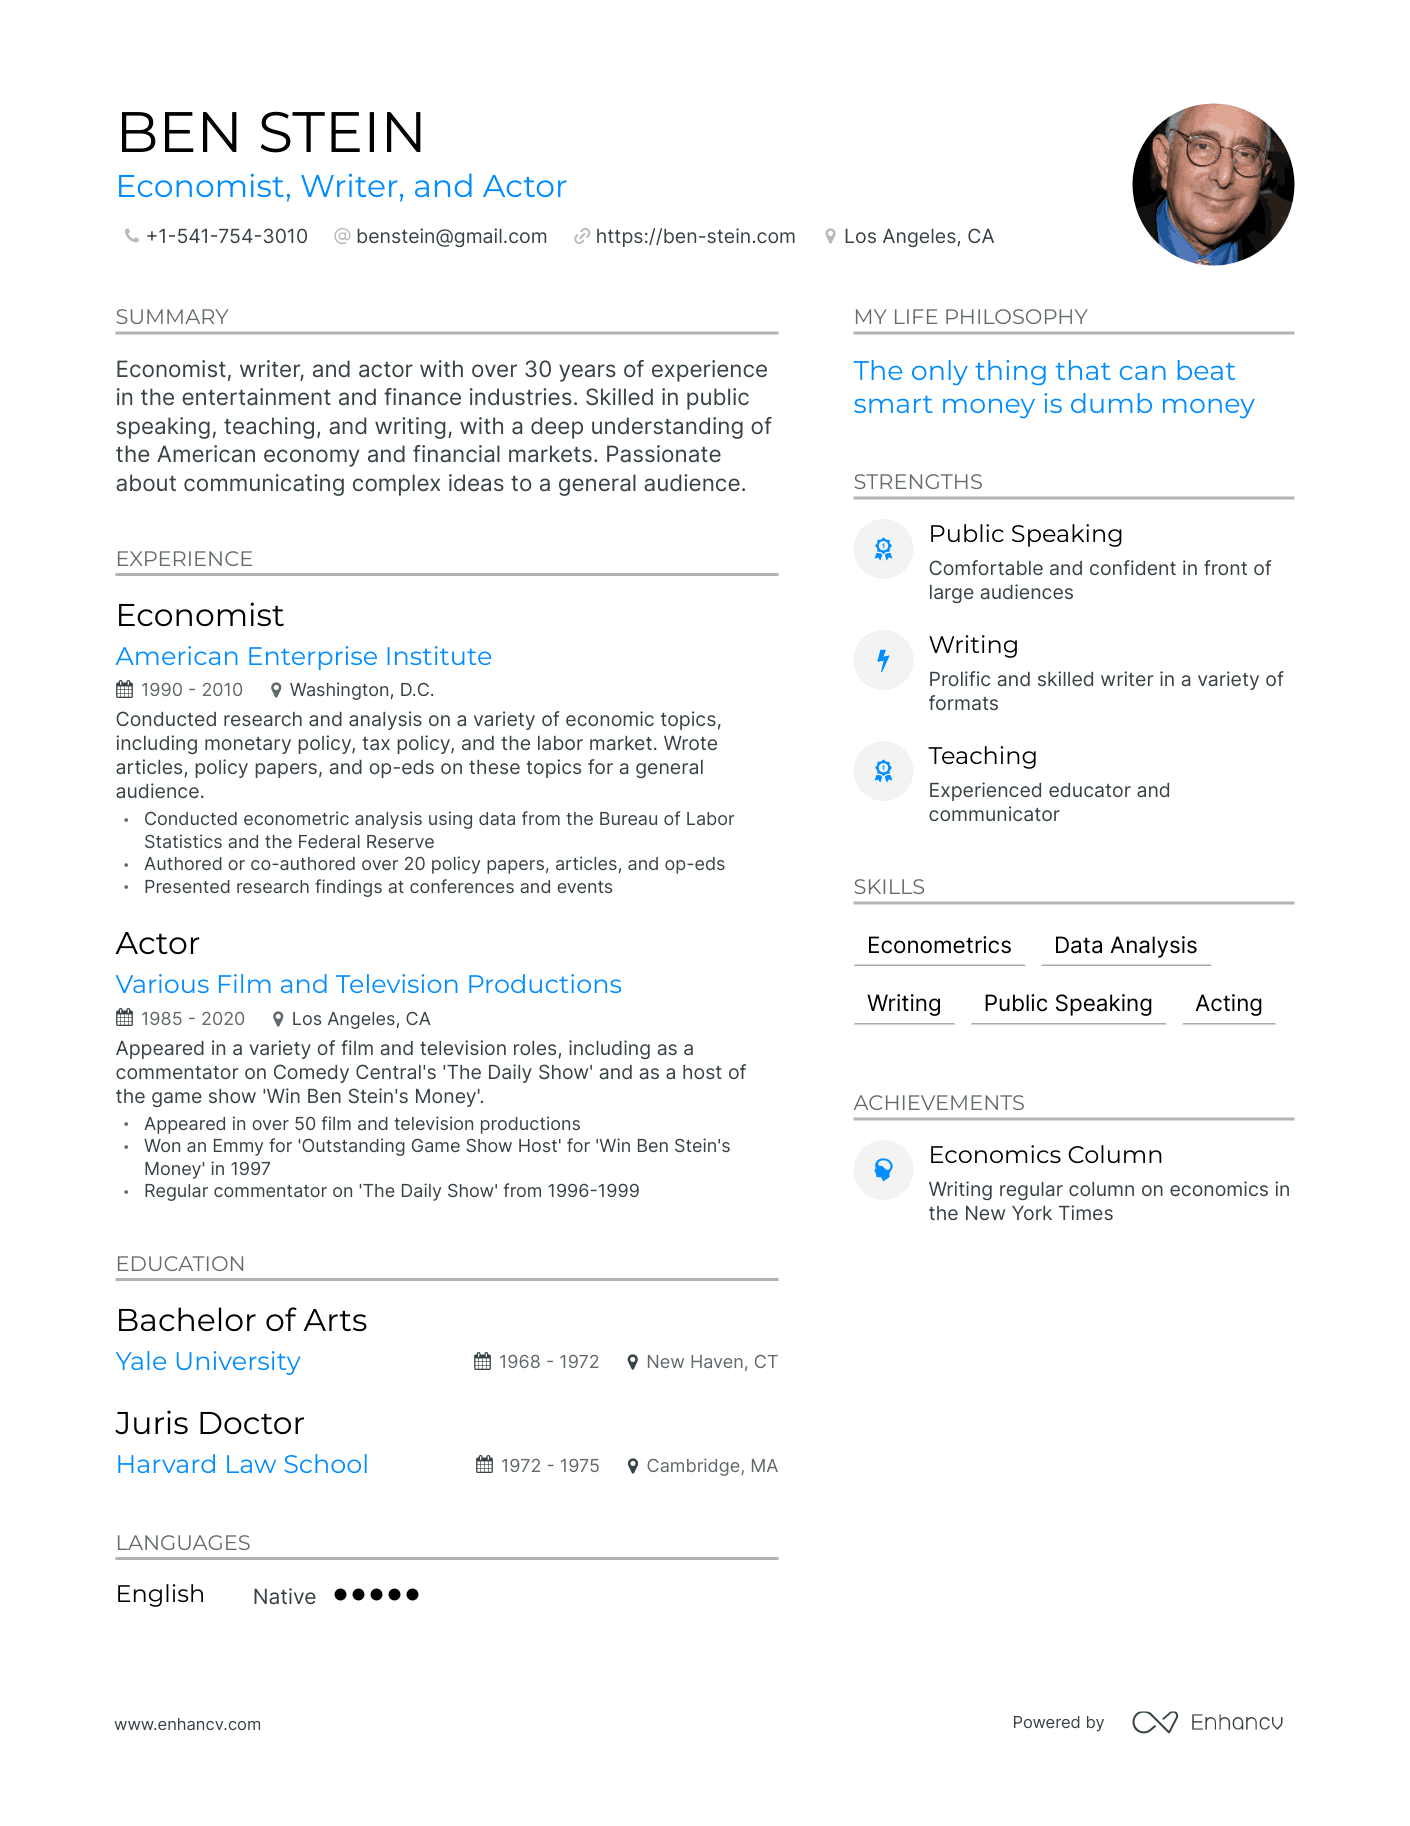 BEN STEIN
Economist, Writer, and Actor
+1-541-754-3010 @ benstein@gmail.com https://ben-stein.com Los Angeles, CA
SUMMARY
Economist, writer, and actor with over 30 years of experience
in the entertainment and finance industries. Skilled in public
speaking, teaching, and writing, with a deep understanding of
the American economy and financial markets. Passionate
about communicating complex ideas to a general audience.
EXPERIENCE
Economist
American Enterprise Institute
1990 - 2010 Washington, D.C.
Conducted research and analysis on a variety of economic topics,
including monetary policy, tax policy, and the labor market. Wrote
articles, policy papers, and op-eds on these topics for a general
audience.
• Conducted econometric analysis using data from the Bureau of Labor
Statistics and the Federal Reserve
• Authored or co-authored over 20 policy papers, articles, and op-eds
• Presented research findings at conferences and events
Actor
Various Film and Television Productions
1985 - 2020 Los Angeles, CA
Appeared in a variety of film and television roles, including as a
commentator on Comedy Central's 'The Daily Show' and as a host of
the game show 'Win Ben Stein's Money'.
• Appeared in over 50 film and television productions
• Won an Emmy for 'Outstanding Game Show Host' for 'Win Ben Stein's
Money' in 1997
• Regular commentator on 'The Daily Show' from 1996-1999
EDUCATION
Bachelor of Arts
Yale University 1968 - 1972 New Haven, CT
Juris Doctor
Harvard Law School 1972 - 1975 Cambridge, MA
LANGUAGES
English Native
MY LIFE PHILOSOPHY
The only thing that can beat
smart money is dumb money
STRENGTHS
Public Speaking
Comfortable and confident in front of
large audiences
Writing
Prolific and skilled writer in a variety of
formats
Teaching
Experienced educator and
communicator
SKILLS
Econometrics Data Analysis
Writing Public Speaking Acting
ACHIEVEMENTS
Economics Column
Writing regular column on economics in
the New York Times
www.enhancv.com
Powered by Enhancv